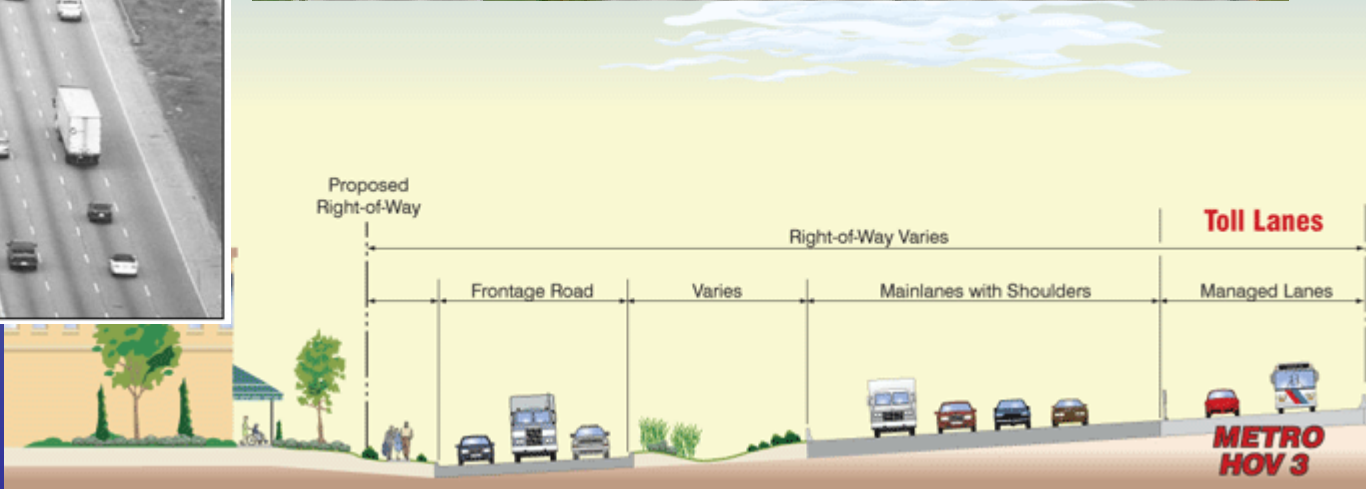 Proposed
Right-of-Way
Toll Lanes
Right-of-Way Varies
Frontage Road
Varies
Mainlanes with Shoulders
Managed Lanes
METRO
HOV 3